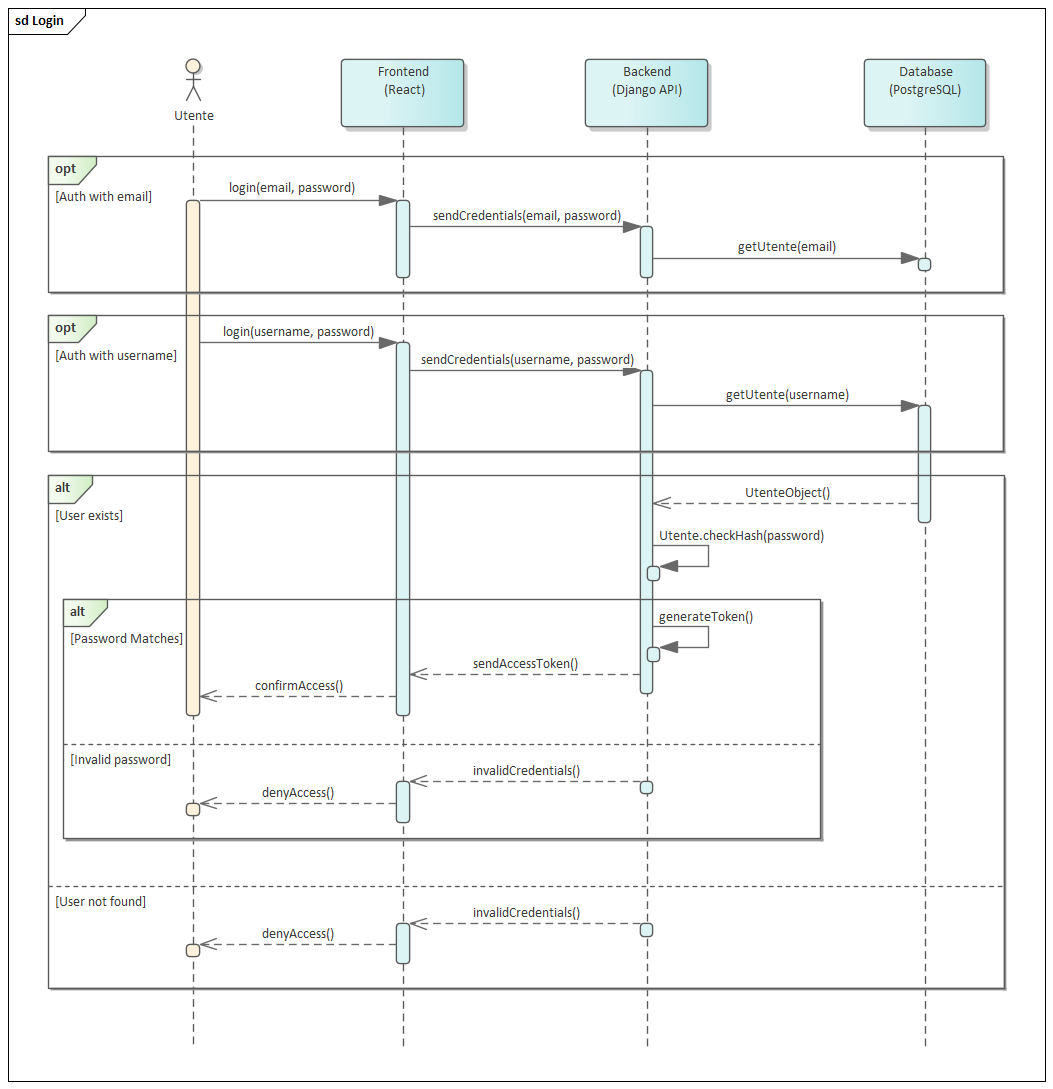 sd Login
Utente
Frontend
(React)
Backend
(Django API)
Database
(PostgreSQL)
opt
[Auth with email]
login(email, password)
sendCredentials(email, password)
getUtente(email)
opt
[Auth with username]
login(username, password)
sendCredentials(username, password)
getUtente(username)
alt
[User exists]
UtenteObject()
Utente.checkHash(password)
alt
[Password Matches]
generateToken()
sendAccessToken()
confirmAccess()
[Invalid password]
invalidCredentials()
denyAccess()
[User not found]
invalidCredentials()
denyAccess()